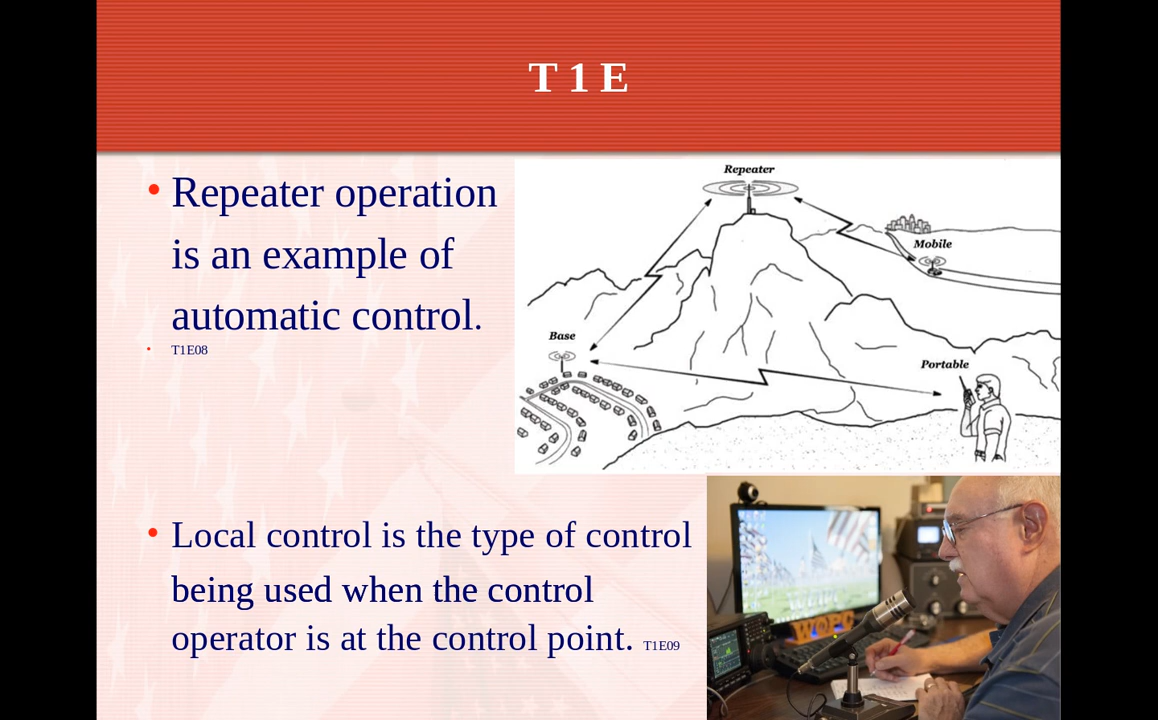 T1E
Repeater operation
is an example of
automatic control.
T1E08
Repeater
Mobile
Base
Portable
Local control is the type of control
being used when the control
operator is at the control point. T1E09